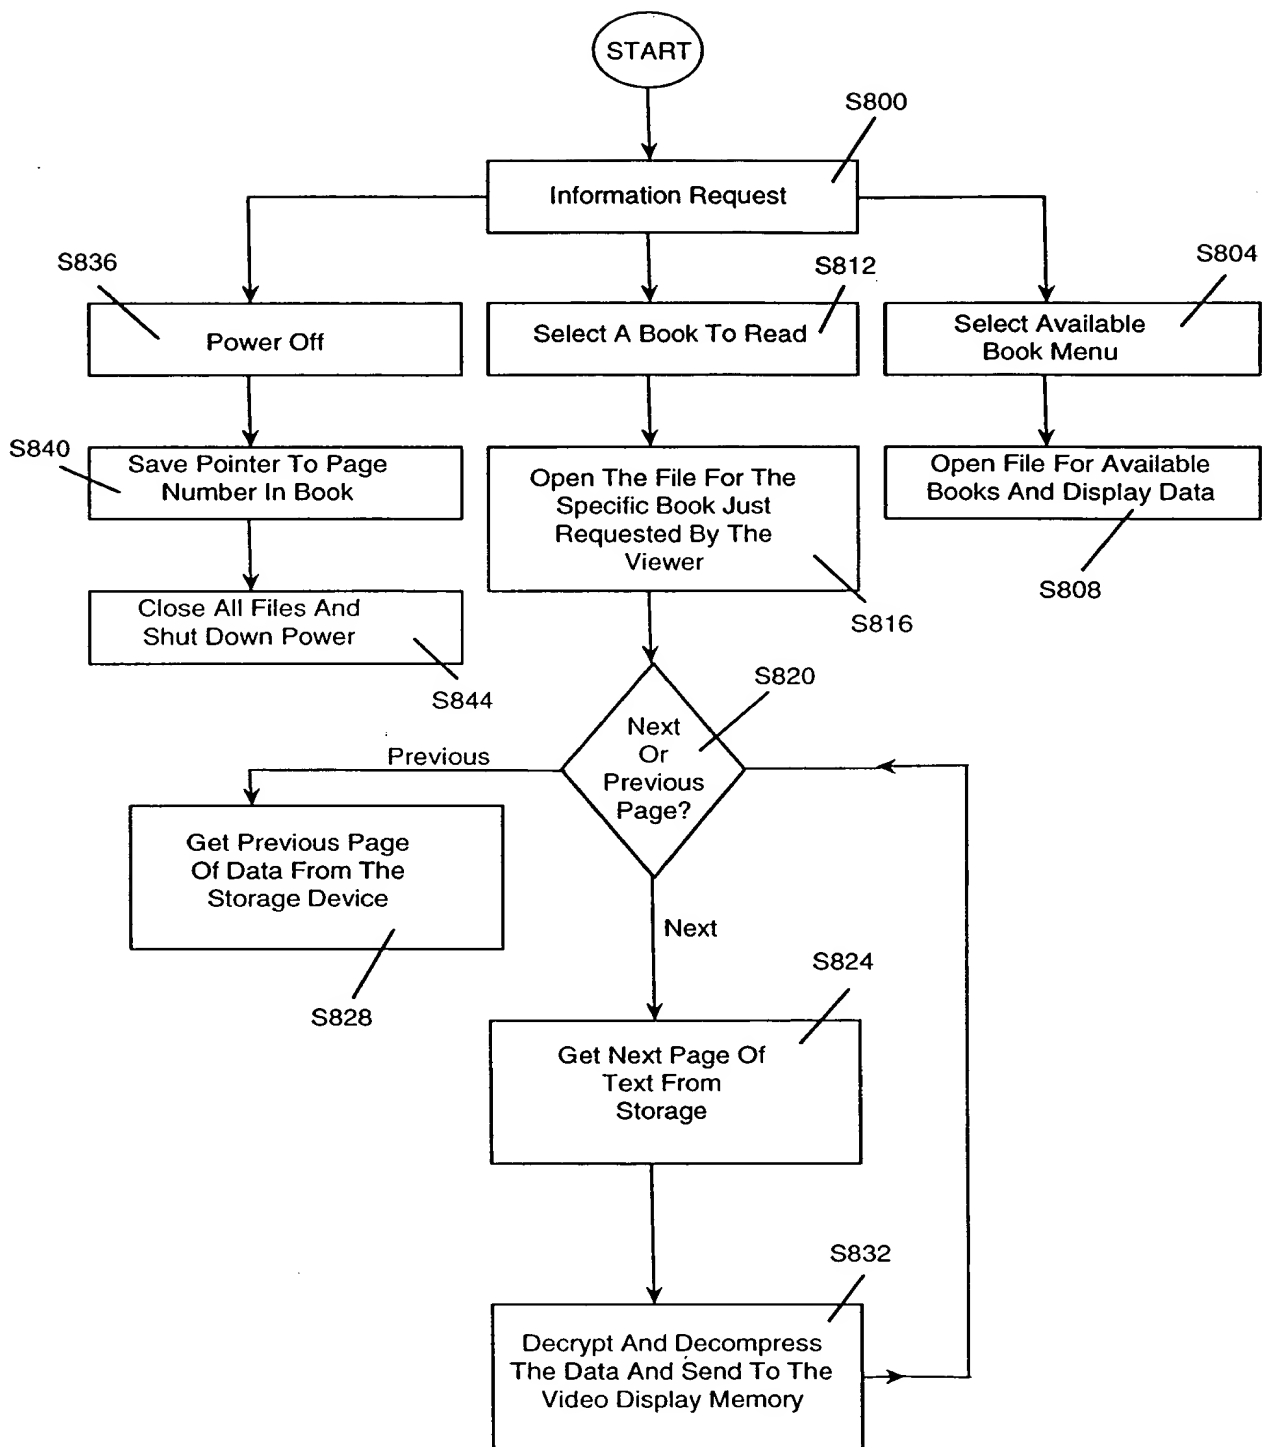 START
S800
Information Request
S836
S812
S804
Power Off
Select A Book To Read
Select Available
Book Menu
S840
Save Pointer To Page
Number In Book
Open The File For The
Specific Book Just
Requested By The
Viewer
Open File For Available
Books And Display Data
S808
S816
Close All Files And
Shut Down Power
S844
S820
Next
Or
Previous
Page?
Previous
Get Previous Page
Of Data From The
Storage Device
S828
Next
S824
Get Next Page Of
Text From
Storage
S832
Decrypt And Decompress
The Data And Send To The
Video Display Memory